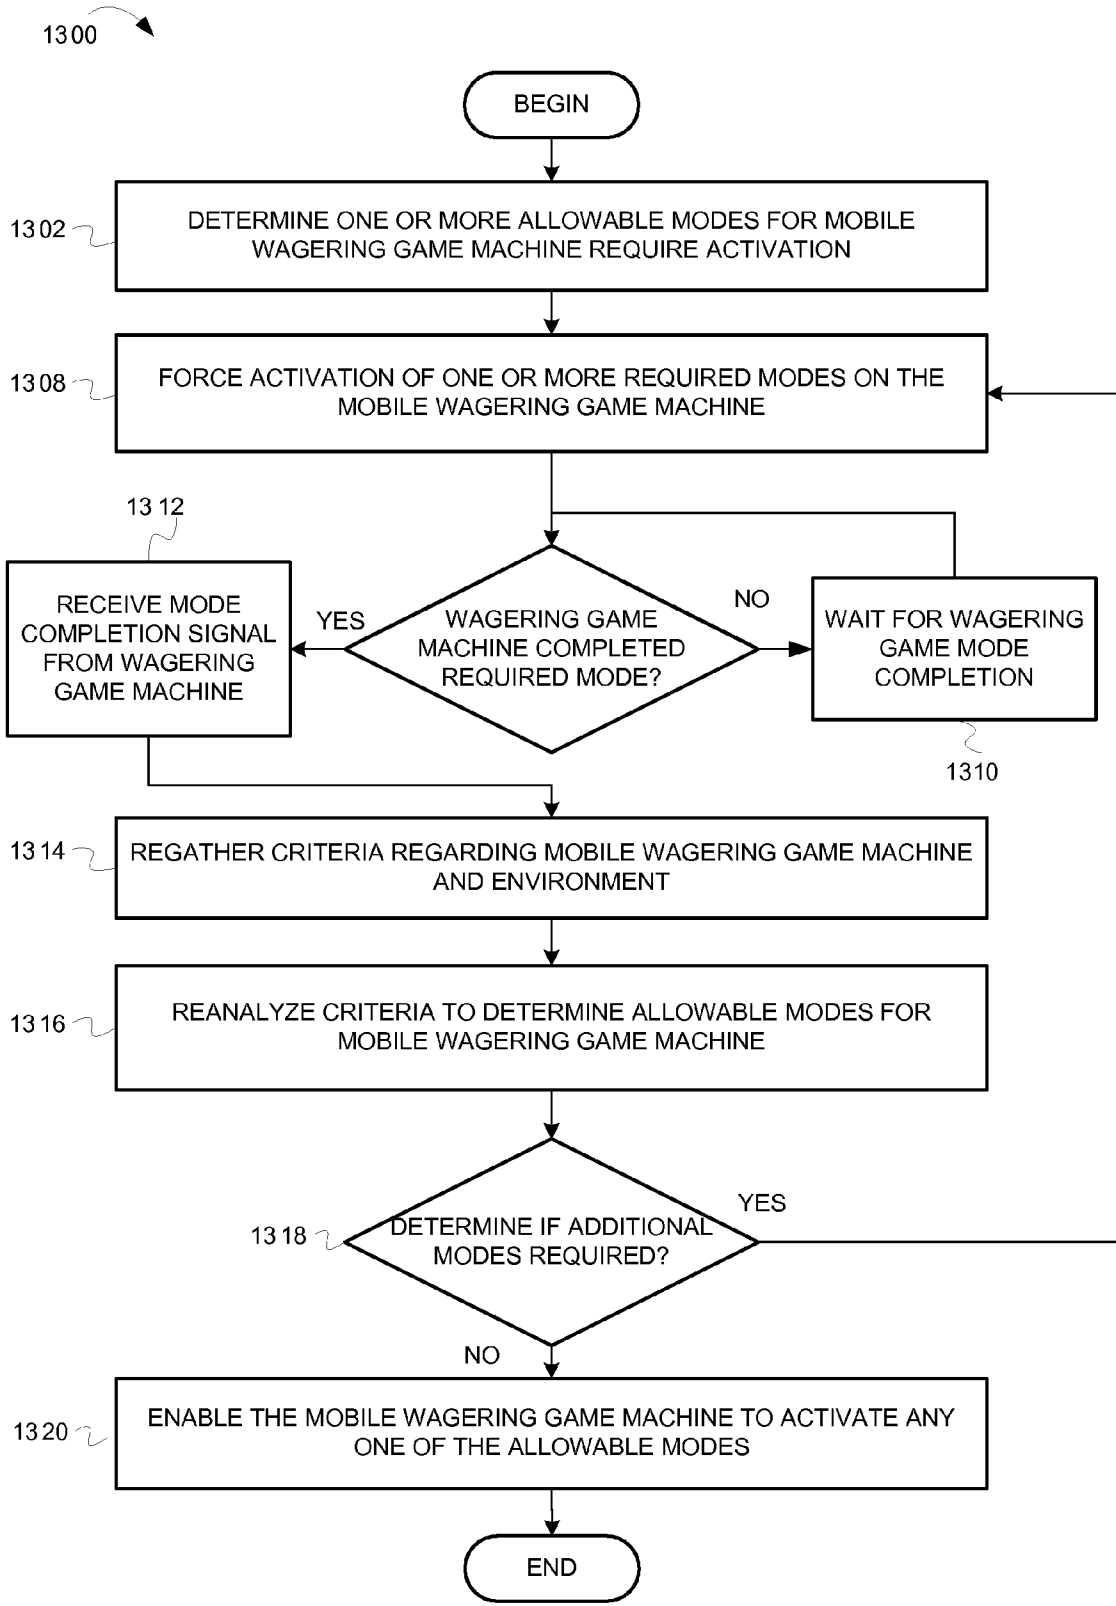 1300
BEGIN
1302
DETERMINE ONE OR MORE ALLOWABLE MODES FOR MOBILE
WAGERING GAME MACHINE REQUIRE ACTIVATION
1308
FORCE ACTIVATION OF ONE OR MORE REQUIRED MODES ON THE
MOBILE WAGERING GAME MACHINE
1312
RECEIVE MODE
COMPLETION SIGNAL
FROM WAGERING
GAME MACHINE
YES
WAGERING GAME
MACHINE COMPLETED
REQUIRED MODE?
NO
WAIT FOR WAGERING
GAME MODE
COMPLETION
1310
1314
REGATHER CRITERIA REGARDING MOBILE WAGERING GAME MACHINE
AND ENVIRONMENT
1316
REANALYZE CRITERIA TO DETERMINE ALLOWABLE MODES FOR
MOBILE WAGERING GAME MACHINE
1318
DETERMINE IF ADDITIONAL
MODES REQUIRED?
YES
NO
1320
ENABLE THE MOBILE WAGERING GAME MACHINE TO ACTIVATE ANY
ONE OF THE ALLOWABLE MODES
END